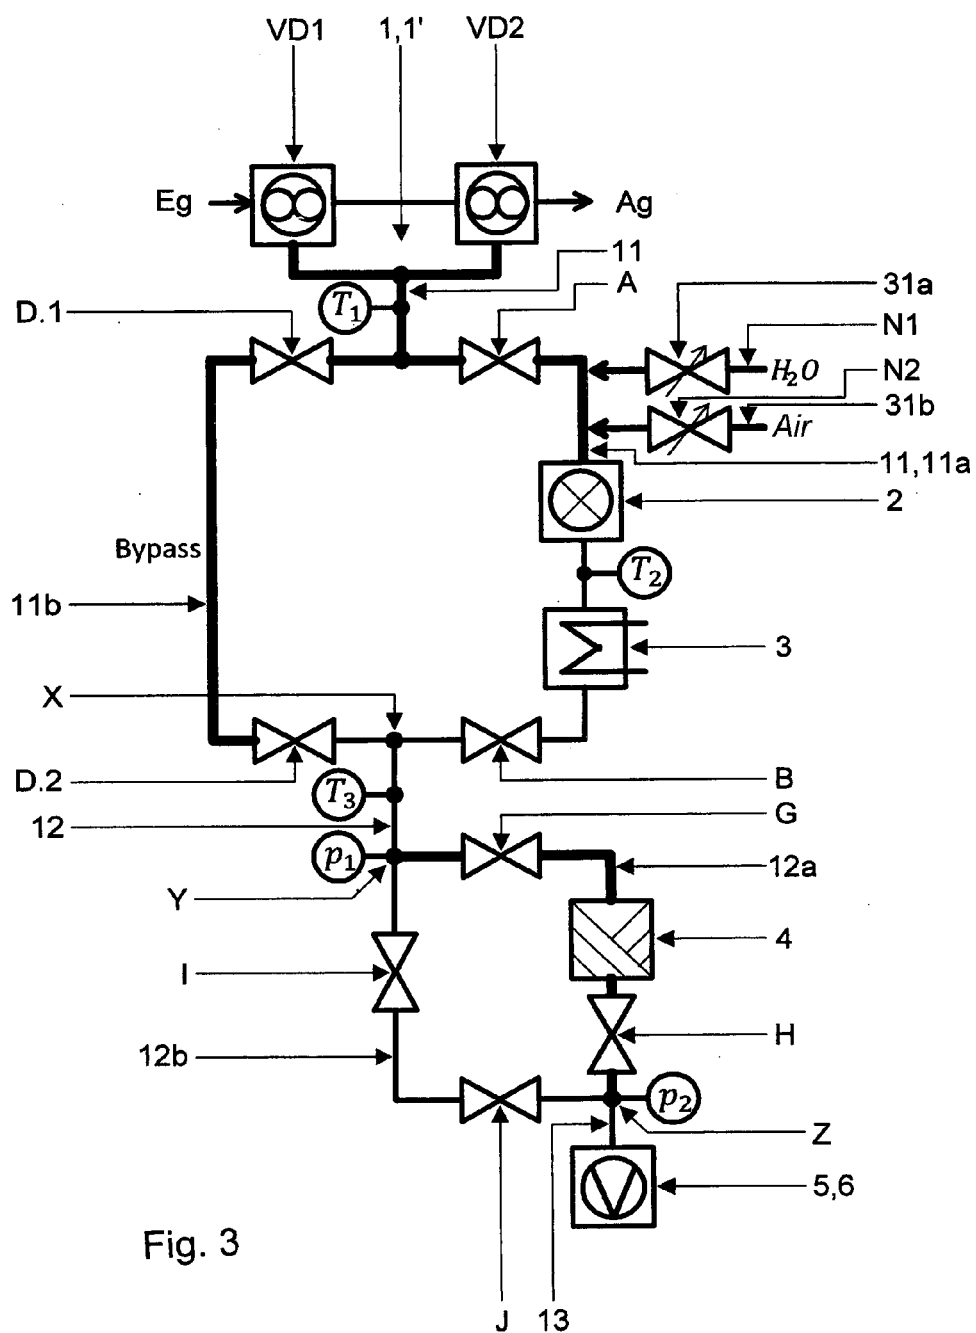 VD1 1,1' VD2
Eg Ag
11
A
T1
31a
D.1
N1
H2O
N2
31b
Air
11,11a
2
Bypass
T2
11b
3
X
D.2
B
T3
G
12
p1
12a
Y
4
I
H
12b
p2
Z
5,6
Fig. 3
J 13